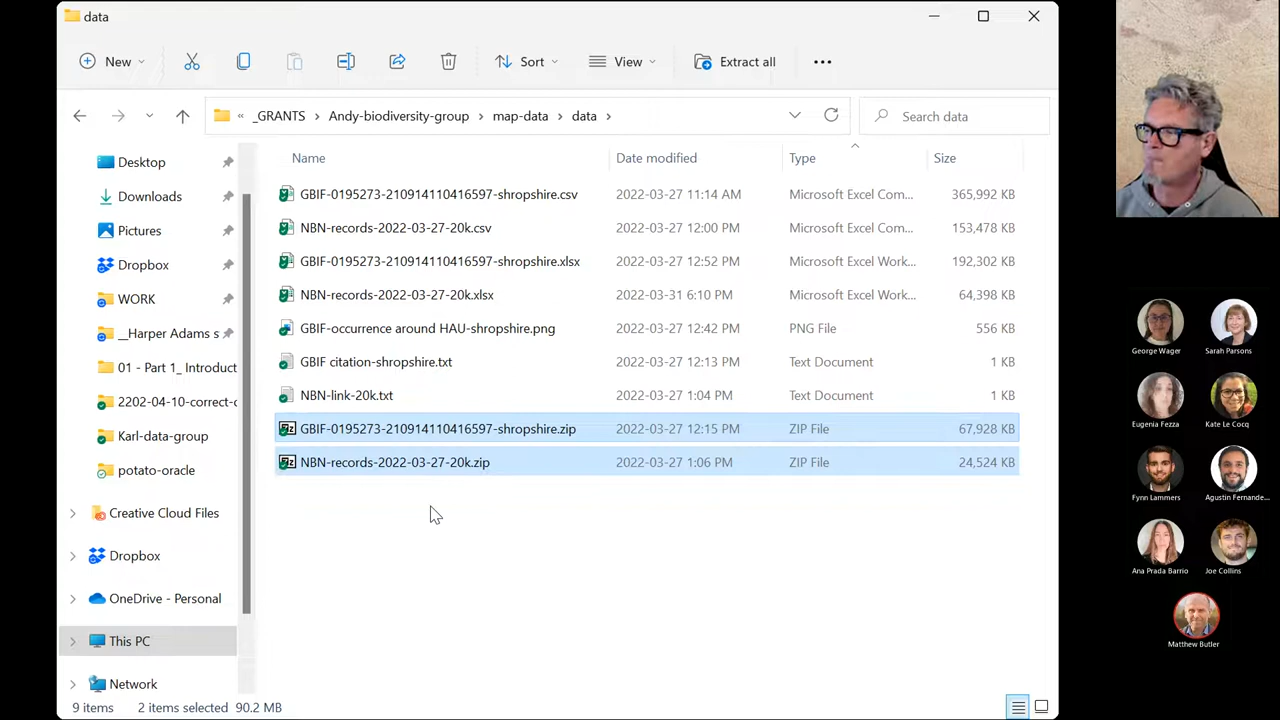 data
New
Sort
View
Extract all
« _GRANTS > Andy-biodiversity-group > map-data > data >
Search data
Name Date modified Type Size
GBIF-0195273-210914110416597-shropshire.csv 2022-03-27 11:14 AM Microsoft Excel Com... 365,992 KB
NBN-records-2022-03-27-20k.csv 2022-03-27 12:00 PM Microsoft Excel Com... 153,478 KB
GBIF-0195273-210914110416597-shropshire.xlsx 2022-03-27 12:52 PM Microsoft Excel Work... 192,302 KB
NBN-records-2022-03-27-20k.xlsx 2022-03-31 6:10 PM Microsoft Excel Work... 64,398 KB
GBIF-occurrence around HAU-shropshire.png 2022-03-27 12:42 PM PNG File 556 KB
GBIF citation-shropshire.txt 2022-03-27 12:13 PM Text Document 1 KB
NBN-link-20k.txt 2022-03-27 1:04 PM Text Document 1 KB
GBIF-0195273-210914110416597-shropshire.zip 2022-03-27 12:15 PM ZIP File 67,928 KB
NBN-records-2022-03-27-20k.zip 2022-03-27 1:06 PM ZIP File 24,524 KB
Desktop
Downloads
Pictures
Dropbox
WORK
__Harper Adams s
01 - Part 1_ Introduct
2202-04-10-correct-c
Karl-data-group
potato-oracle
Creative Cloud Files
Dropbox
OneDrive - Personal
This PC
Network
9 items 2 items selected 90.2 MB
George Wager
Sarah Parsons
Eugenia Fezza
Kate Le Cocq
Fynn Lammers
Agustin Fernande...
Ana Prada Barrio
Joe Collins
Matthew Butler